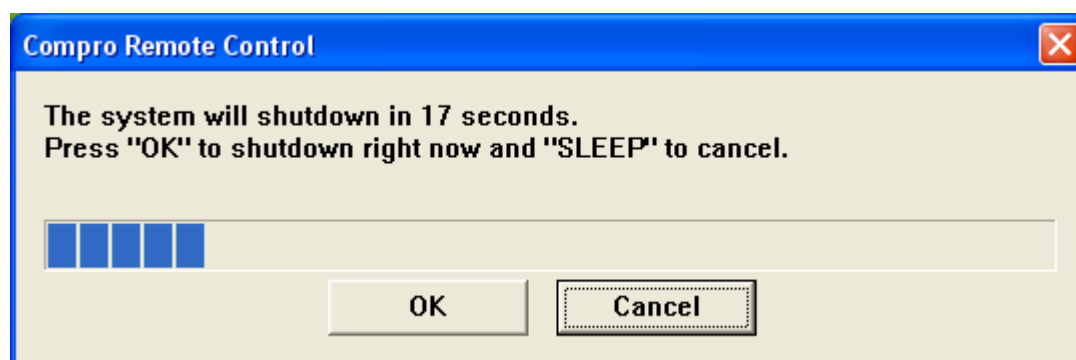 Compro Remote Control
The system will shutdown in 17 seconds.
Press "OK" to shutdown right now and "SLEEP" to cancel.
OK
Cancel